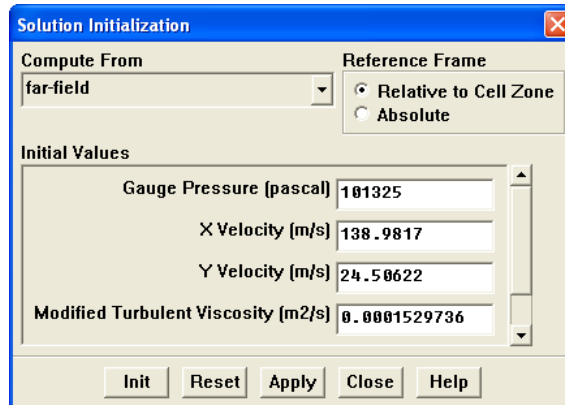 Solution Initialization
Compute From
far-field
Reference Frame
Relative to Cell Zone
Absolute
Initial Values
Gauge Pressure (pascal) 101325
X Velocity (m/s) 138.9817
Y Velocity (m/s) 24.50622
Modified Turbulent Viscosity (m2/s) 0.0001529736
Init Reset Apply Close Help